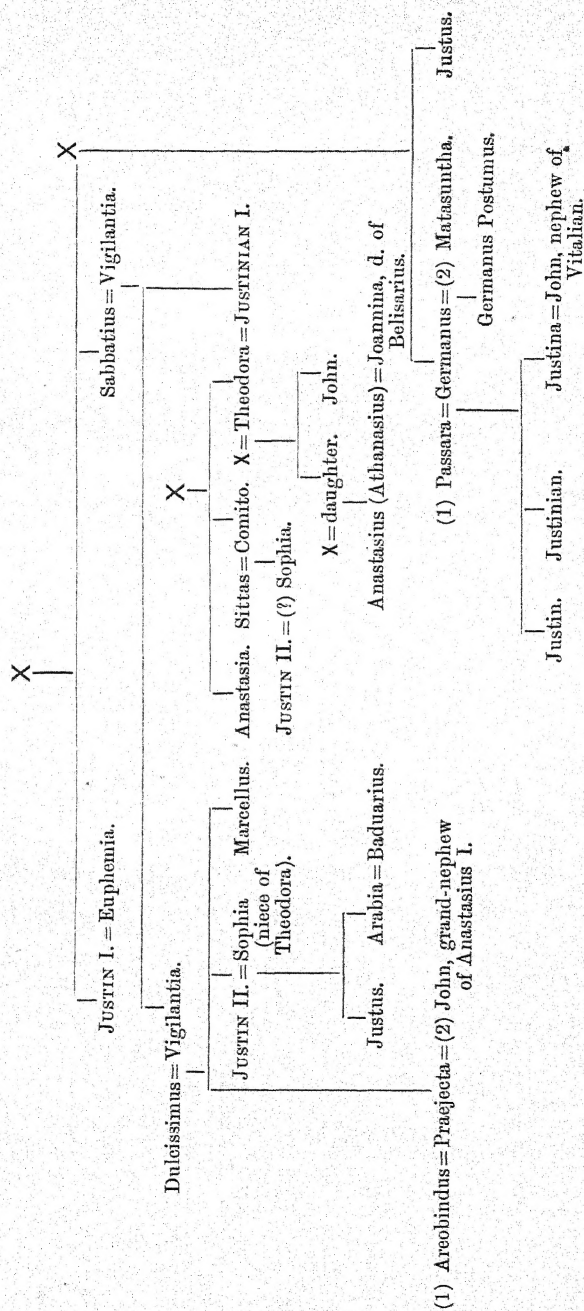 X
JUSTIN I. = Euphemia.
Sabbatius = Vigilantia.
X
Dulcissimus = Vigilantia.
X
Anastasia. Sittas = Comito. X = Theodora = JUSTINIAN I.
JUSTIN II. = (?) Sophia.
X = daughter. John.
Anastasius (Athanasius) = Joannina, d. of
Belisarius.
JUSTIN II. = Sophia
(niece of
Theodora).
Marcellus.
Justus. Arabia = Baduarius.
(1) Areobindus = Praejecta = (2) John, grand-nephew
of Anastasius I.
(1) Passara = Germanus = (2) Matasuntha.
Justus.
Germanus Postumus.
Justin. Justinian. Justina = John, nephew of
Vitalian.